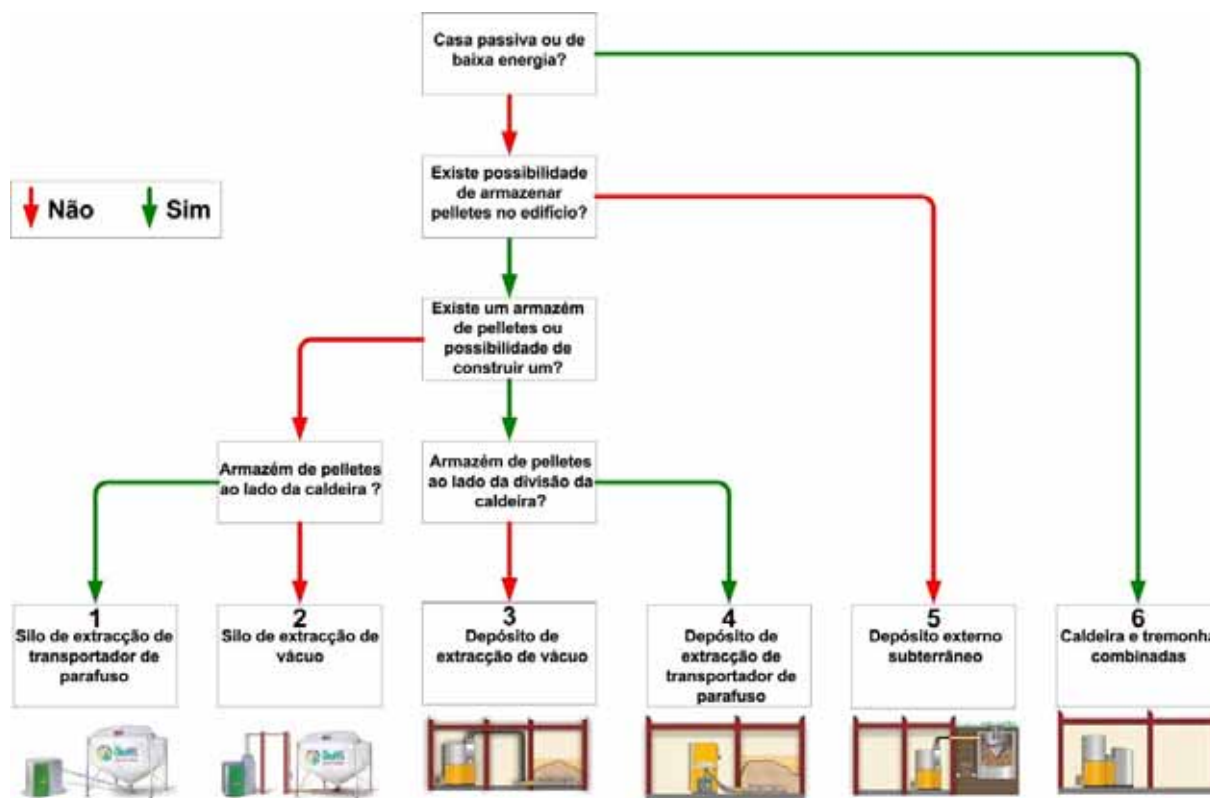 Casa passiva ou de
baixa energia?
Existe possibilidade
de armazenar
pelletes no edifício?
Não
Sim
Existe um armazém
de pelletes ou
possibilidade de
construir um?
Armazém de pelletes
ao lado da caldeira ?
Armazém de pelletes
ao lado da divisão da
caldeira?
1
Silo de extracção de
transportador de
parafuso
2
Silo de extracção de
vácuo
3
Depósito de
extracção de vácuo
4
Depósito de
extracção de
transportador de
parafuso
5
Depósito externo
subterrâneo
6
Caldeira e tremonha
combinadas